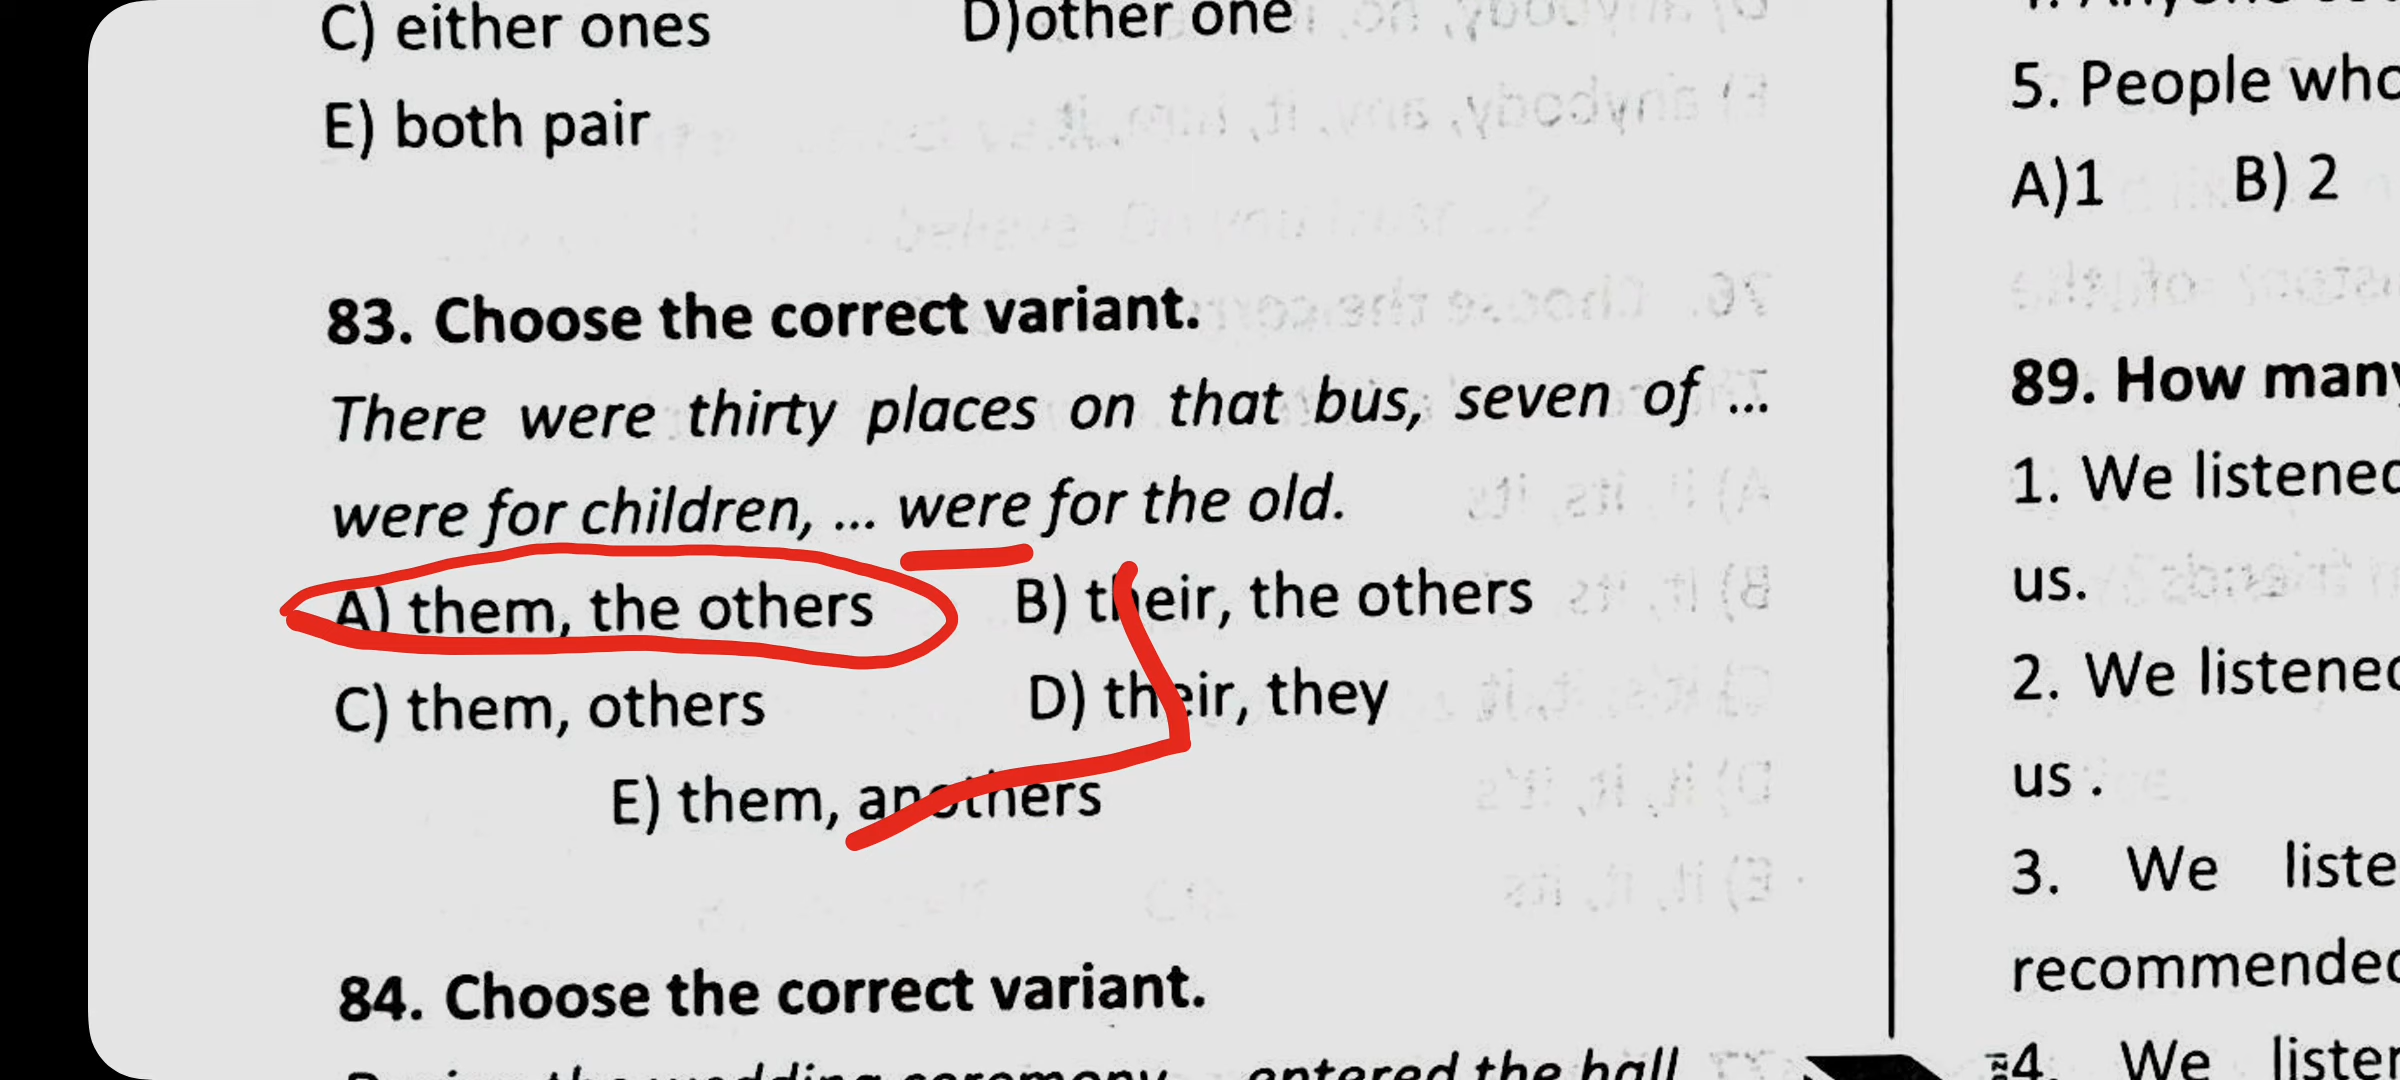 C) either ones D)other one
E) both pair
83. Choose the correct variant.
There were thirty places on that bus, seven of ...
were for children, ... were for the old.
A) them, the others B) their, the others
C) them, others D) their, they
E) them, anothers
84. Choose the correct variant.
entered the hall
5. People who
A)1 B) 2
89. How many
1. We listened
us.
2. We listened
us .
3. We liste
recommended
4. We listen